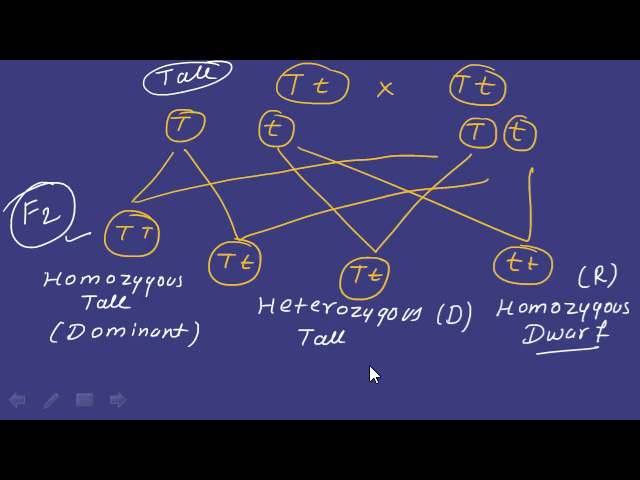 Tall
Tt x Tt
T t T t
F2
TT Tt Tt tt
(R)
Homozygous
Tall
(Dominant)
Heterozygous (D)
Tall
Homozygous
Dwarf